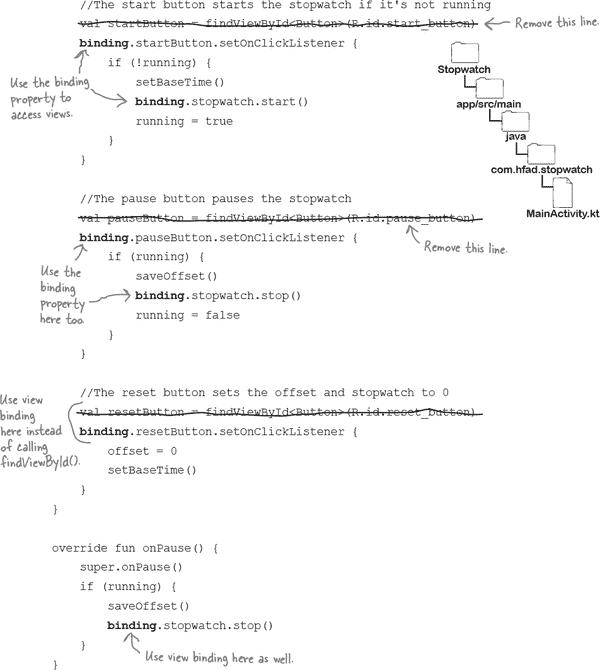 //The start button starts the stopwatch if it's not running
val startButton = findViewById<Button>(R.id.start_button)
Remove this line.
binding.startButton.setOnClickListener {
if (!running) {
Use the binding
property to
access views.
setBaseTime()
binding.stopwatch.start()
running = true
}
}
Stopwatch
app/src/main
java
com.hfad.stopwatch
MainActivity.kt
//The pause button pauses the stopwatch
val pauseButton = findViewById<Button>(R.id.pause_button)
Remove this line.
binding.pauseButton.setOnClickListener {
if (running) {
Use the
binding
property
here too.
saveOffset()
binding.stopwatch.stop()
running = false
}
}
//The reset button sets the offset and stopwatch to 0
Use view
binding
here instead
of calling
findViewById().
val resetButton = findViewById<Button>(R.id.reset_button)
binding.resetButton.setOnClickListener {
offset = 0
setBaseTime()
}
}
override fun onPause() {
super.onPause()
if (running) {
saveOffset()
binding.stopwatch.stop()
}
Use view binding here as well.
}